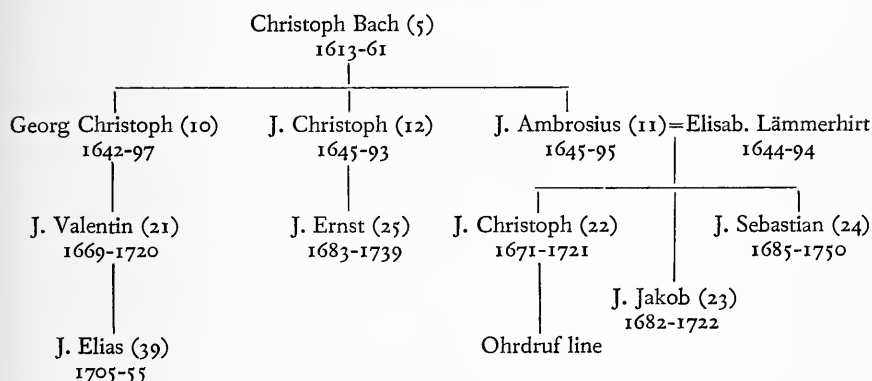 Christoph Bach (5)
1613-61
Georg Christoph (10) J. Christoph (12) J. Ambrosius (11)=Elisab. Lämmerhirt
1642-97 1645-93 1645-95 1644-94
J. Valentin (21) J. Ernst (25) J. Christoph (22) J. Sebastian (24)
1669-1720 1683-1739 1671-1721 1685-1750
J. Jakob (23)
1682-1722
J. Elias (39) Ohrdruf line
1705-55